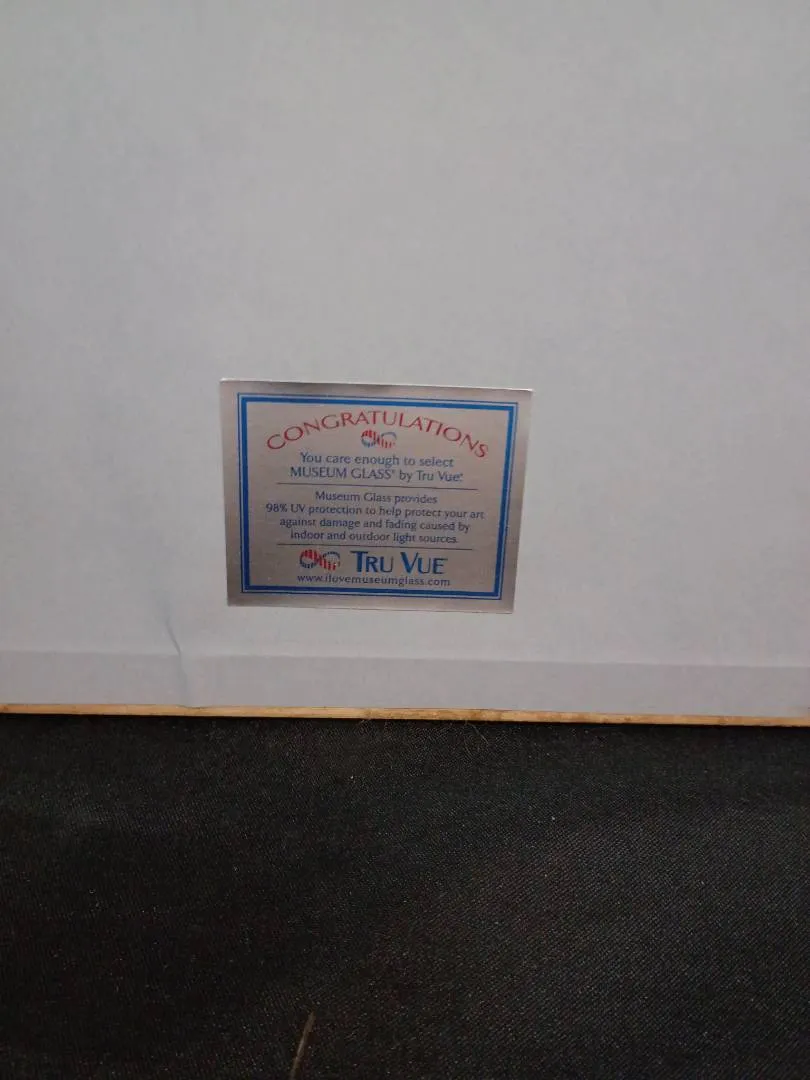 CONGRATULATIONS
You care enough to select
MUSEUM GLASS® by Tru Vue®.
Museum Glass provides
98% UV protection to help protect your art
against damage and fading caused by
indoor and outdoor light sources.
TRU VUE®
www.ilovemuseumglass.com